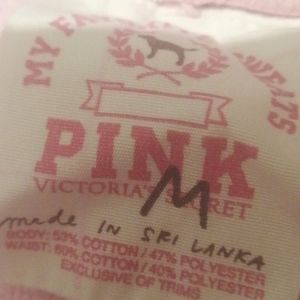 MY FAVORITE SWEATS
PINK
VICTORIA'S SECRET
M
made IN SRI LANKA
BODY: 53% COTTON / 47% POLYESTER
WAIST: 60% COTTON / 40% POLYESTER
EXCLUSIVE OF TRIMS